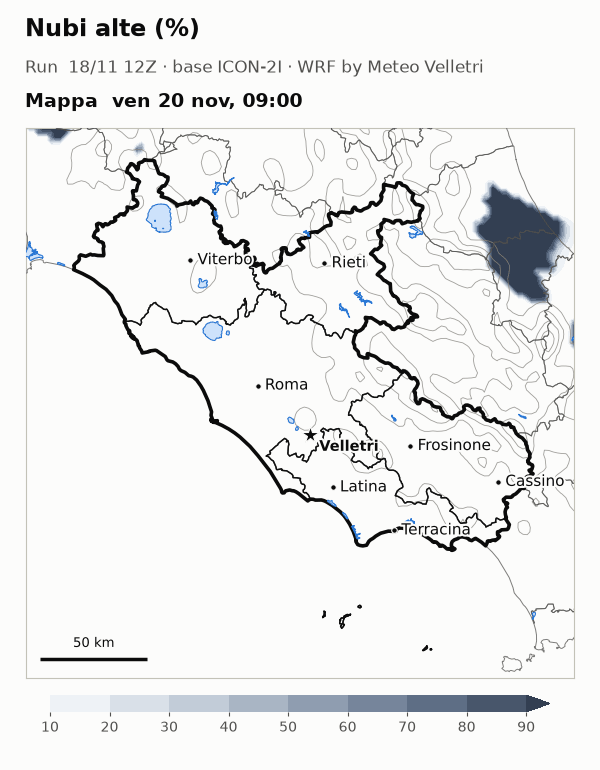 Nubi alte (%)
Run  18/11 12Z · base ICON-2I · WRF by Meteo Velletri
Mappa  ven 20 nov, 09:00
Viterbo
Rieti
Roma
Velletri
Frosinone
Latina
Cassino
Terracina
50 km
10 20 30 40 50 60 70 80 90